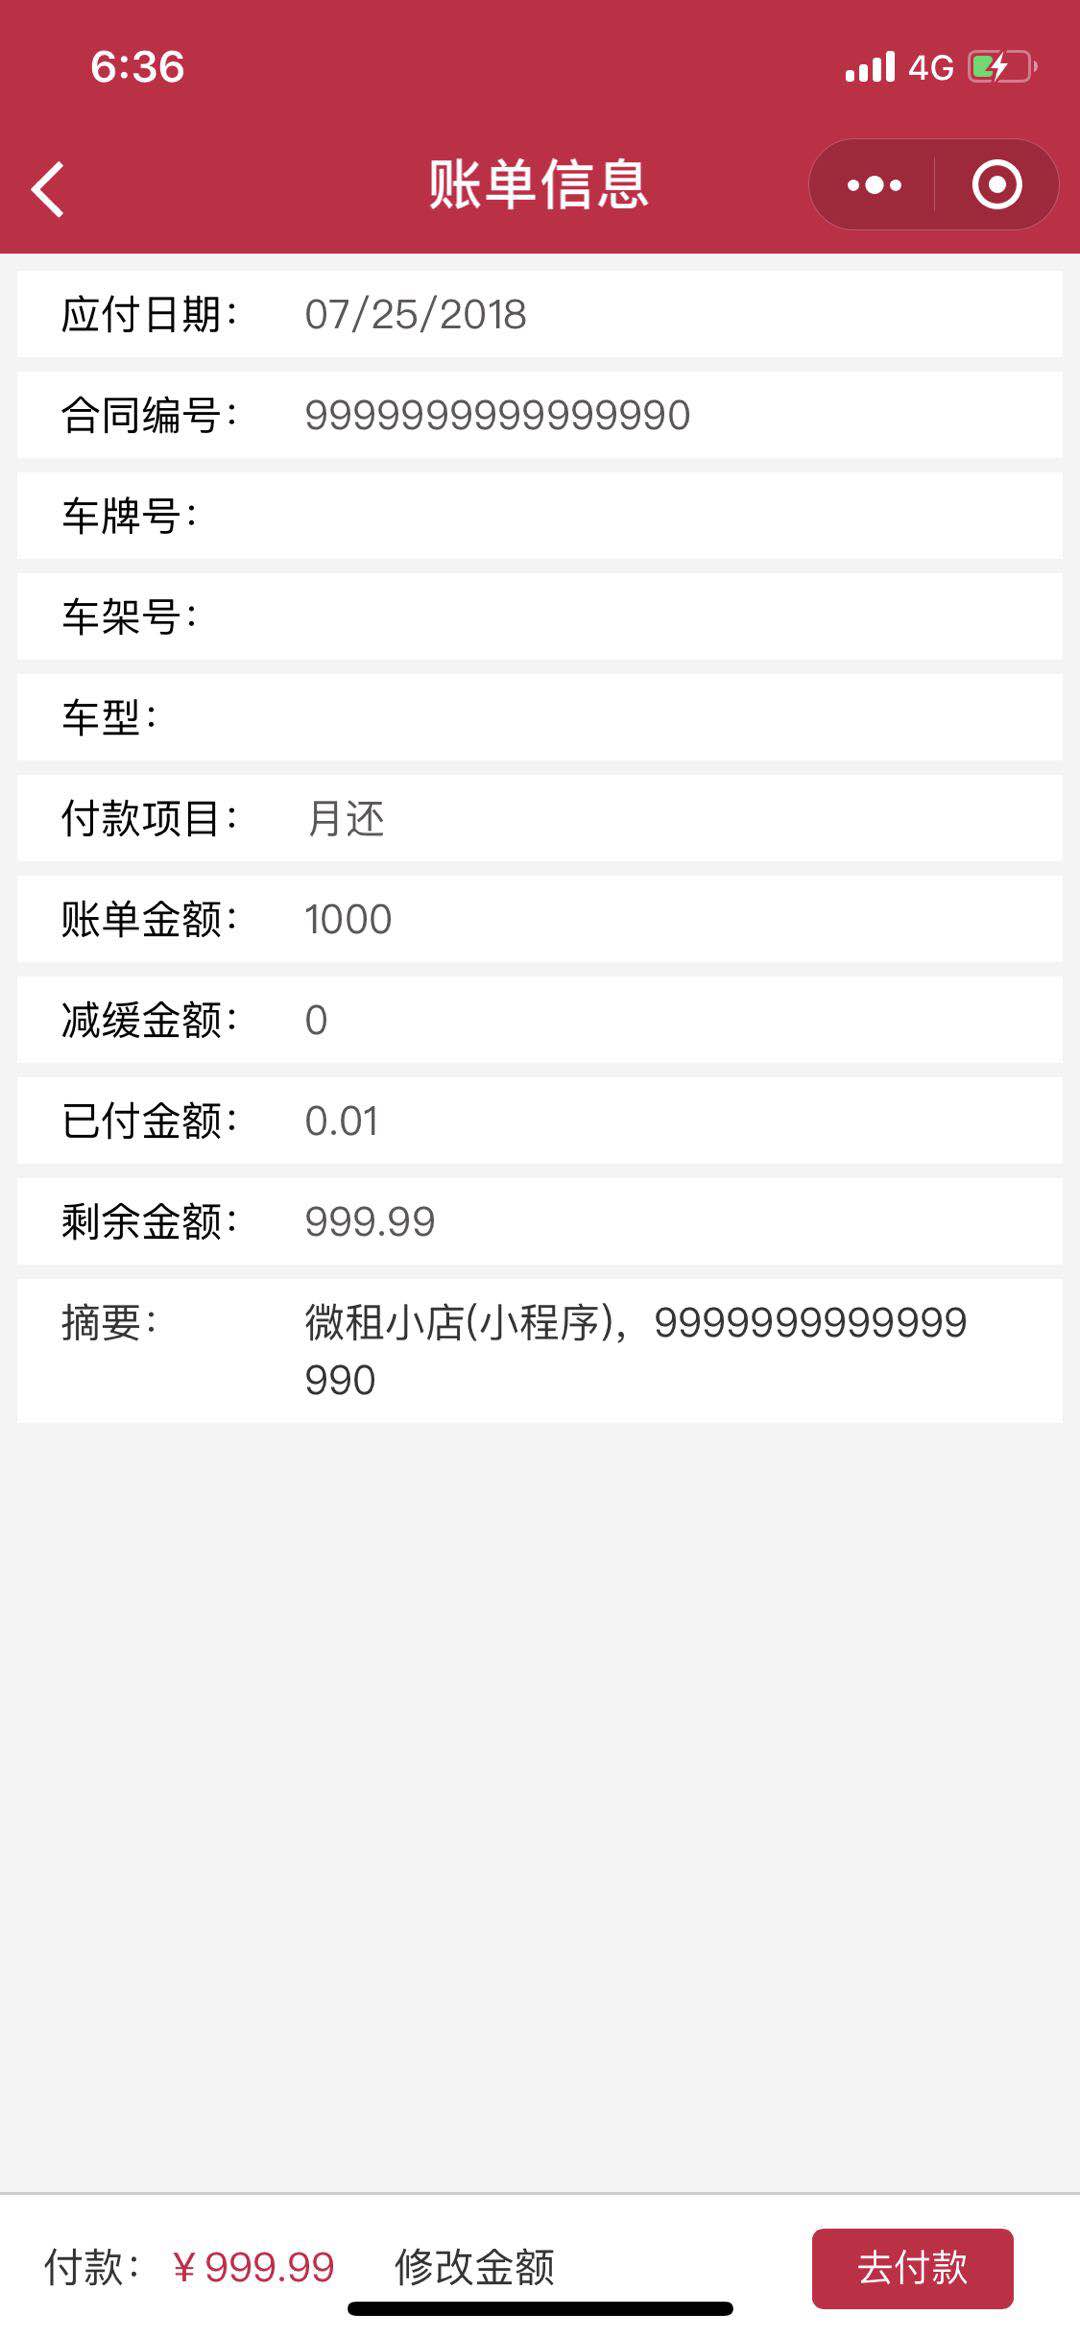 6:36
4G
账单信息
应付日期： 07/25/2018
合同编号： 9999999999999990
车牌号：
车架号：
车型：
付款项目： 月还
账单金额： 1000
减缓金额： 0
已付金额： 0.01
剩余金额： 999.99
摘要： 微租小店(小程序)，9999999999999
990
付款： ¥ 999.99 修改金额 去付款